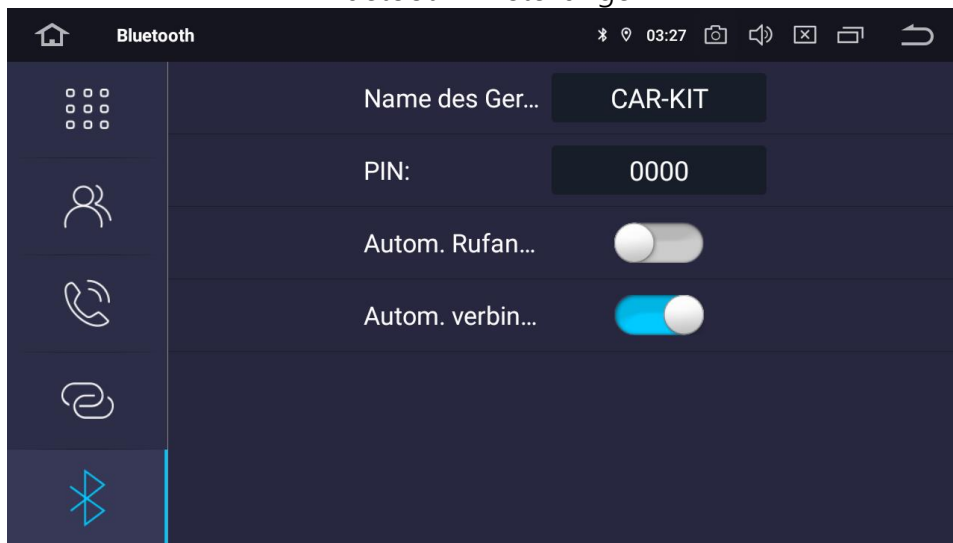 Bluetooth 03:27
Name des Ger... CAR-KIT
PIN: 0000
Autom. Rufan...
Autom. verbin...